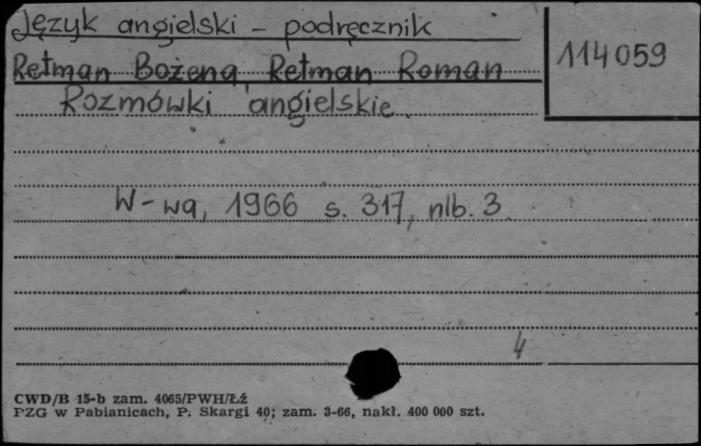 Język angielski - podręcznik
114059
Retman Bożena, Retman Roman
Rozmówki angielskie.
W-wa, 1966 s. 317, nlb. 3.
4
CWD/B 15-b zam. 4065/PWH/Łź
PZG w Pabianicach, P. Skargi 40; zam. 3-66, nakł. 400 000 szt.